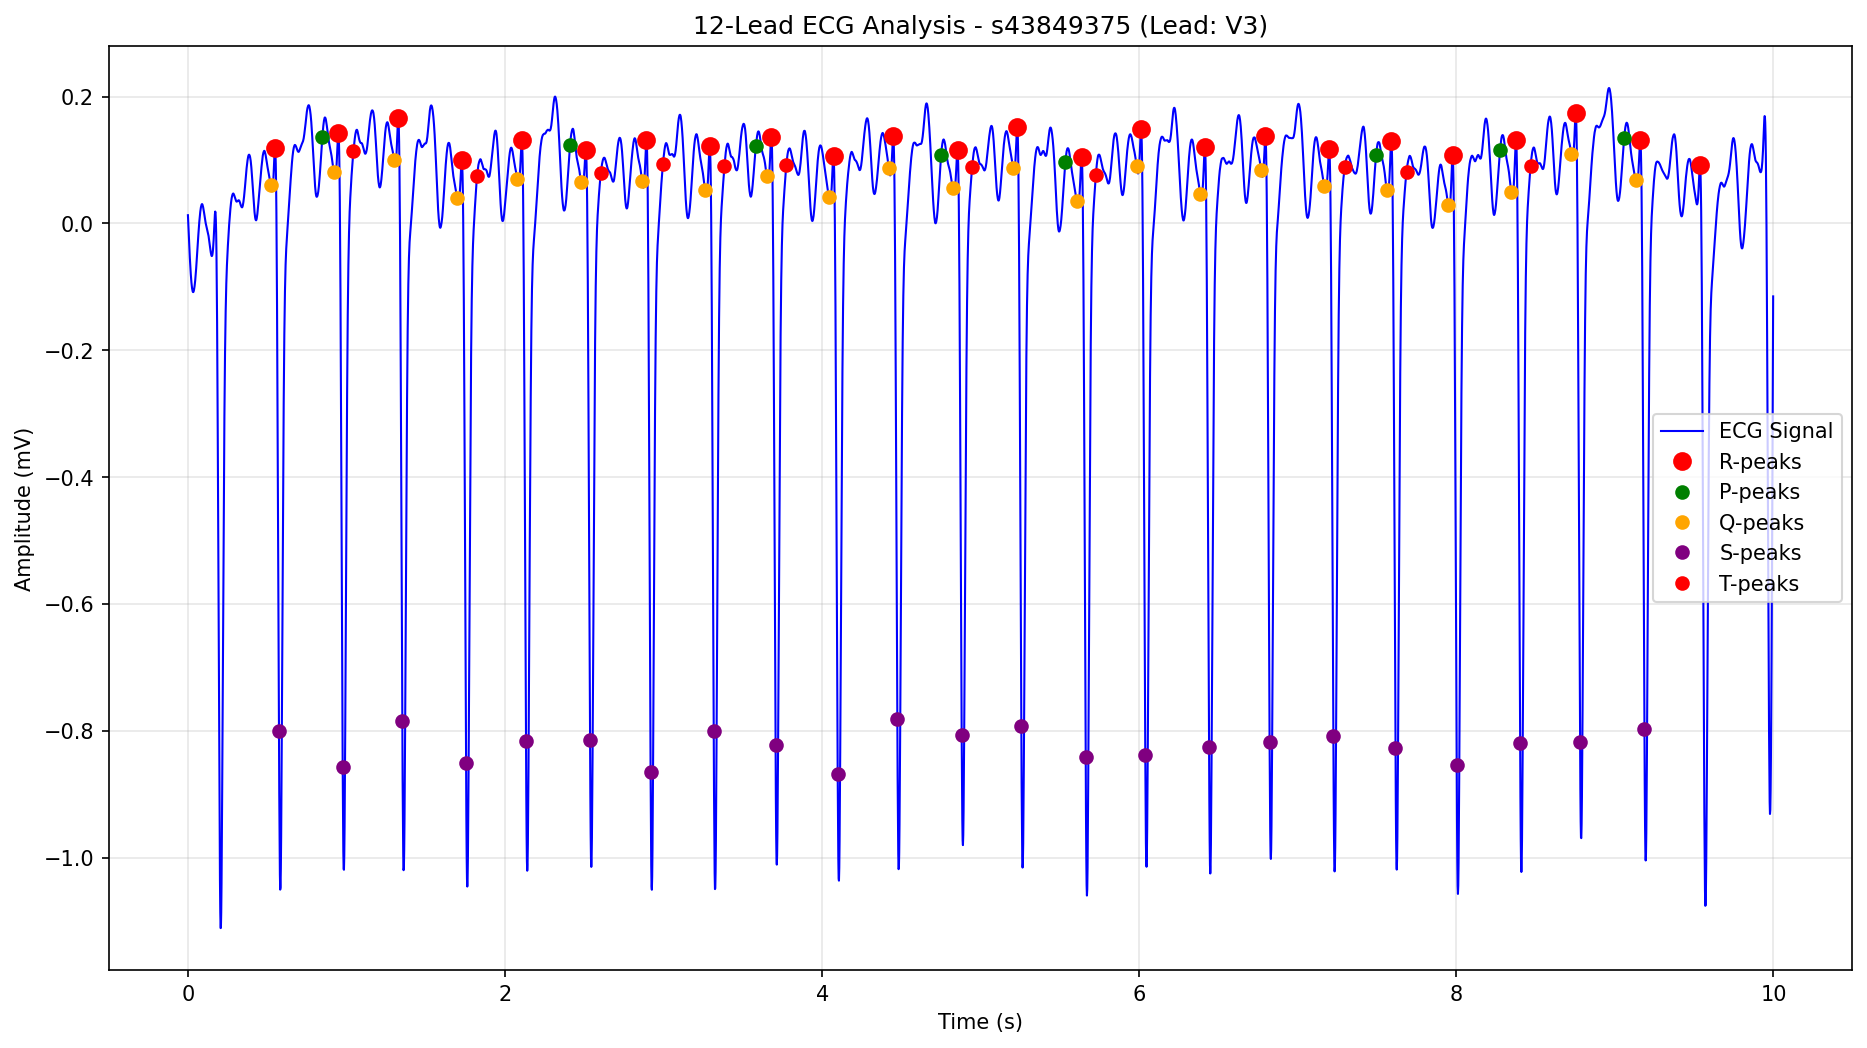 12-Lead ECG Analysis - s43849375 (Lead: V3)
Amplitude (mV)
0.2
0.0
−0.2
−0.4
−0.6
−0.8
−1.0
ECG Signal
R-peaks
P-peaks
Q-peaks
S-peaks
T-peaks
0 2 4 6 8 10
Time (s)